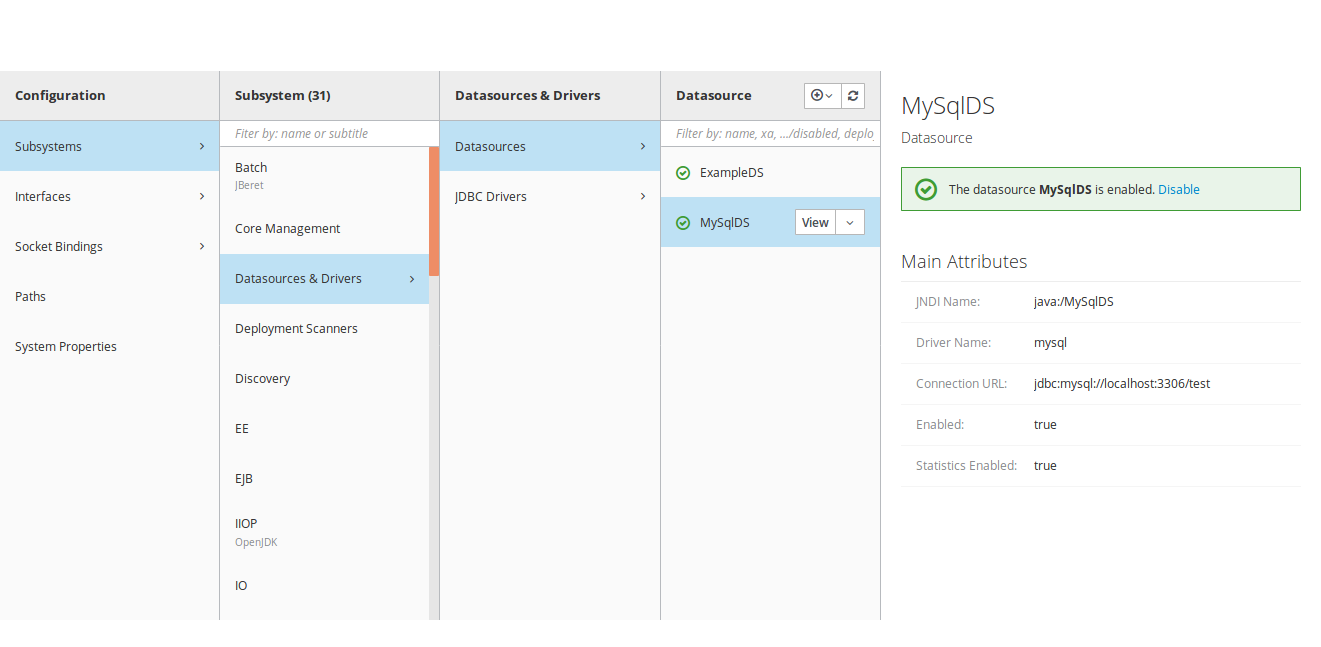 Configuration
Subsystems
Interfaces
Socket Bindings
Paths
System Properties
Subsystem (31)
Filter by: name or subtitle
Batch
JBeret
Core Management
Datasources & Drivers
Deployment Scanners
Discovery
EE
EJB
IIOP
OpenJDK
IO
Datasources & Drivers
Datasources
JDBC Drivers
Datasource
Filter by: name, xa, .../disabled, deplo
ExampleDS
MySqlDS View
MySqlDS
Datasource
The datasource MySqlDS is enabled. Disable
Main Attributes
JNDI Name: java:/MySqlDS
Driver Name: mysql
Connection URL: jdbc:mysql://localhost:3306/test
Enabled: true
Statistics Enabled: true